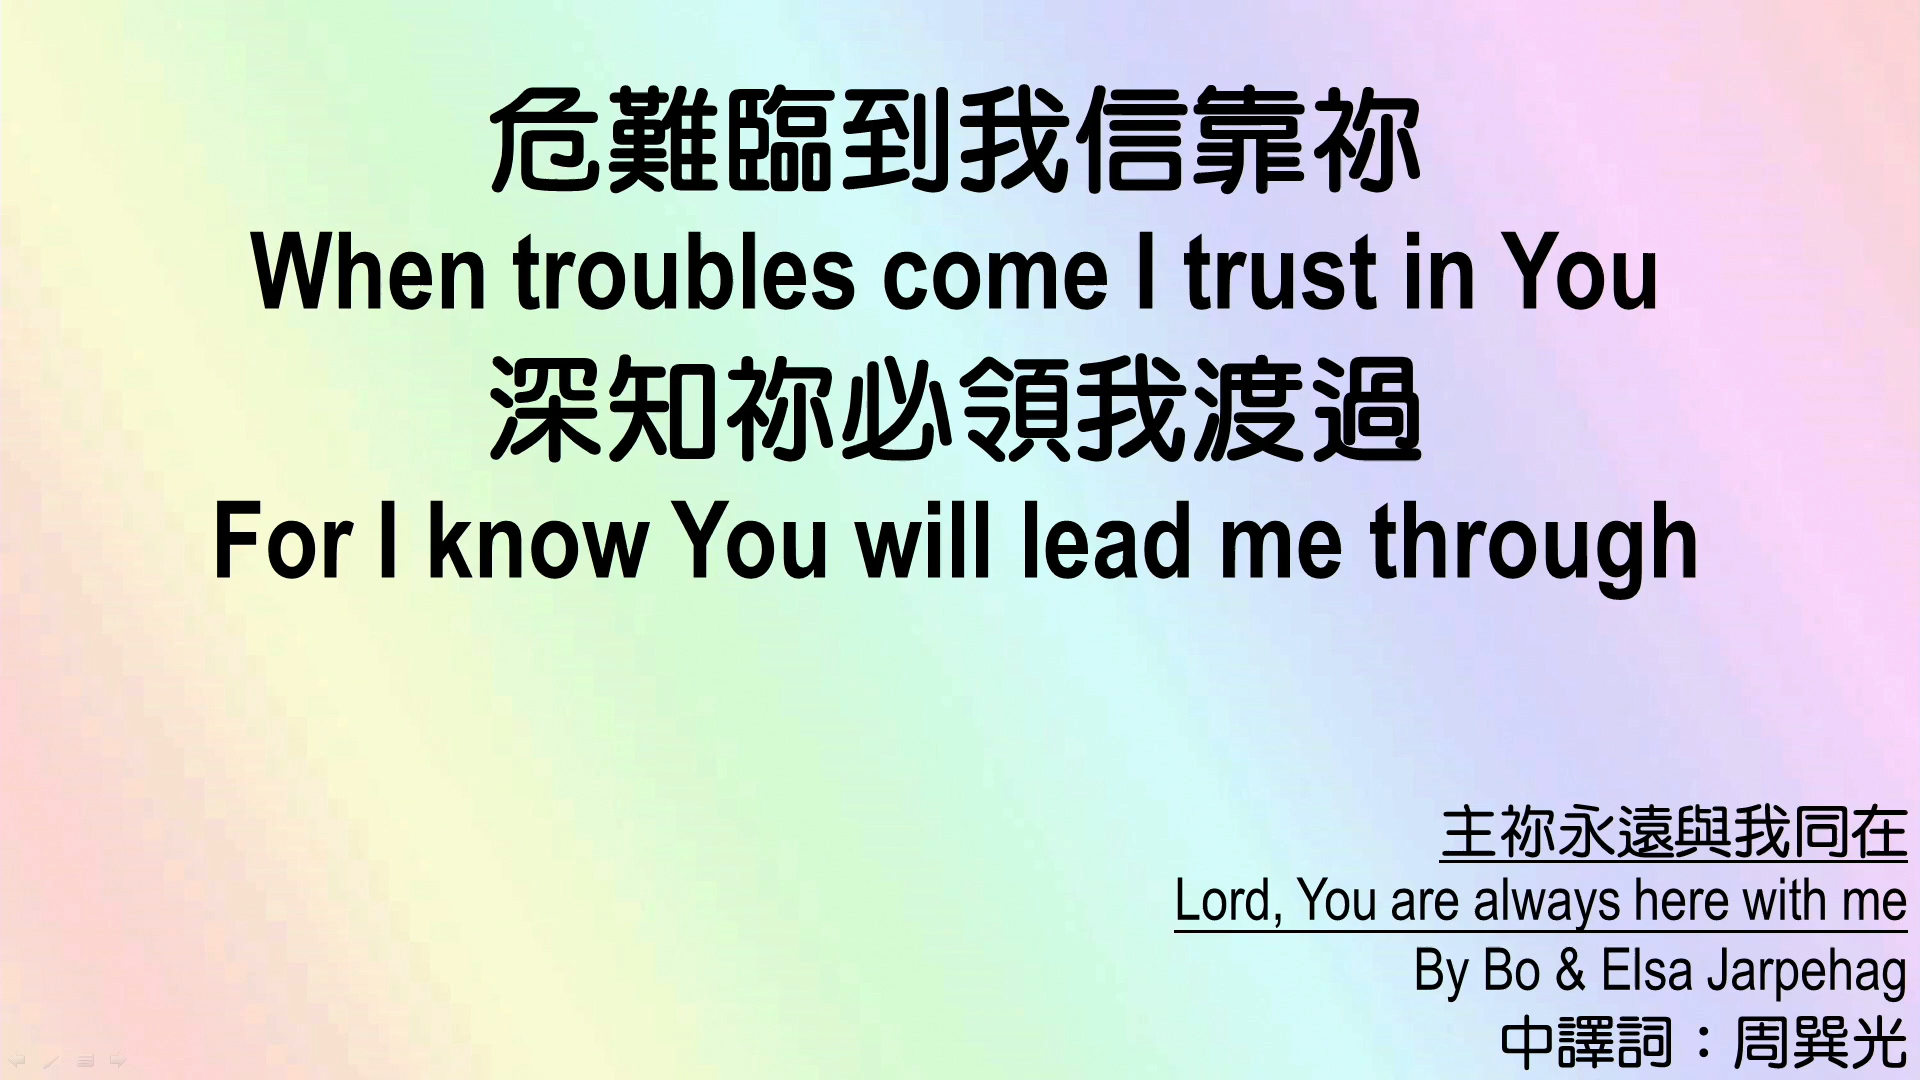 危難臨到我信靠祢
When troubles come I trust in You
深知祢必領我渡過
For I know You will lead me through
主祢永遠與我同在
Lord, You are always here with me
By Bo & Elsa Jarpehag
中譯詞：周巽光